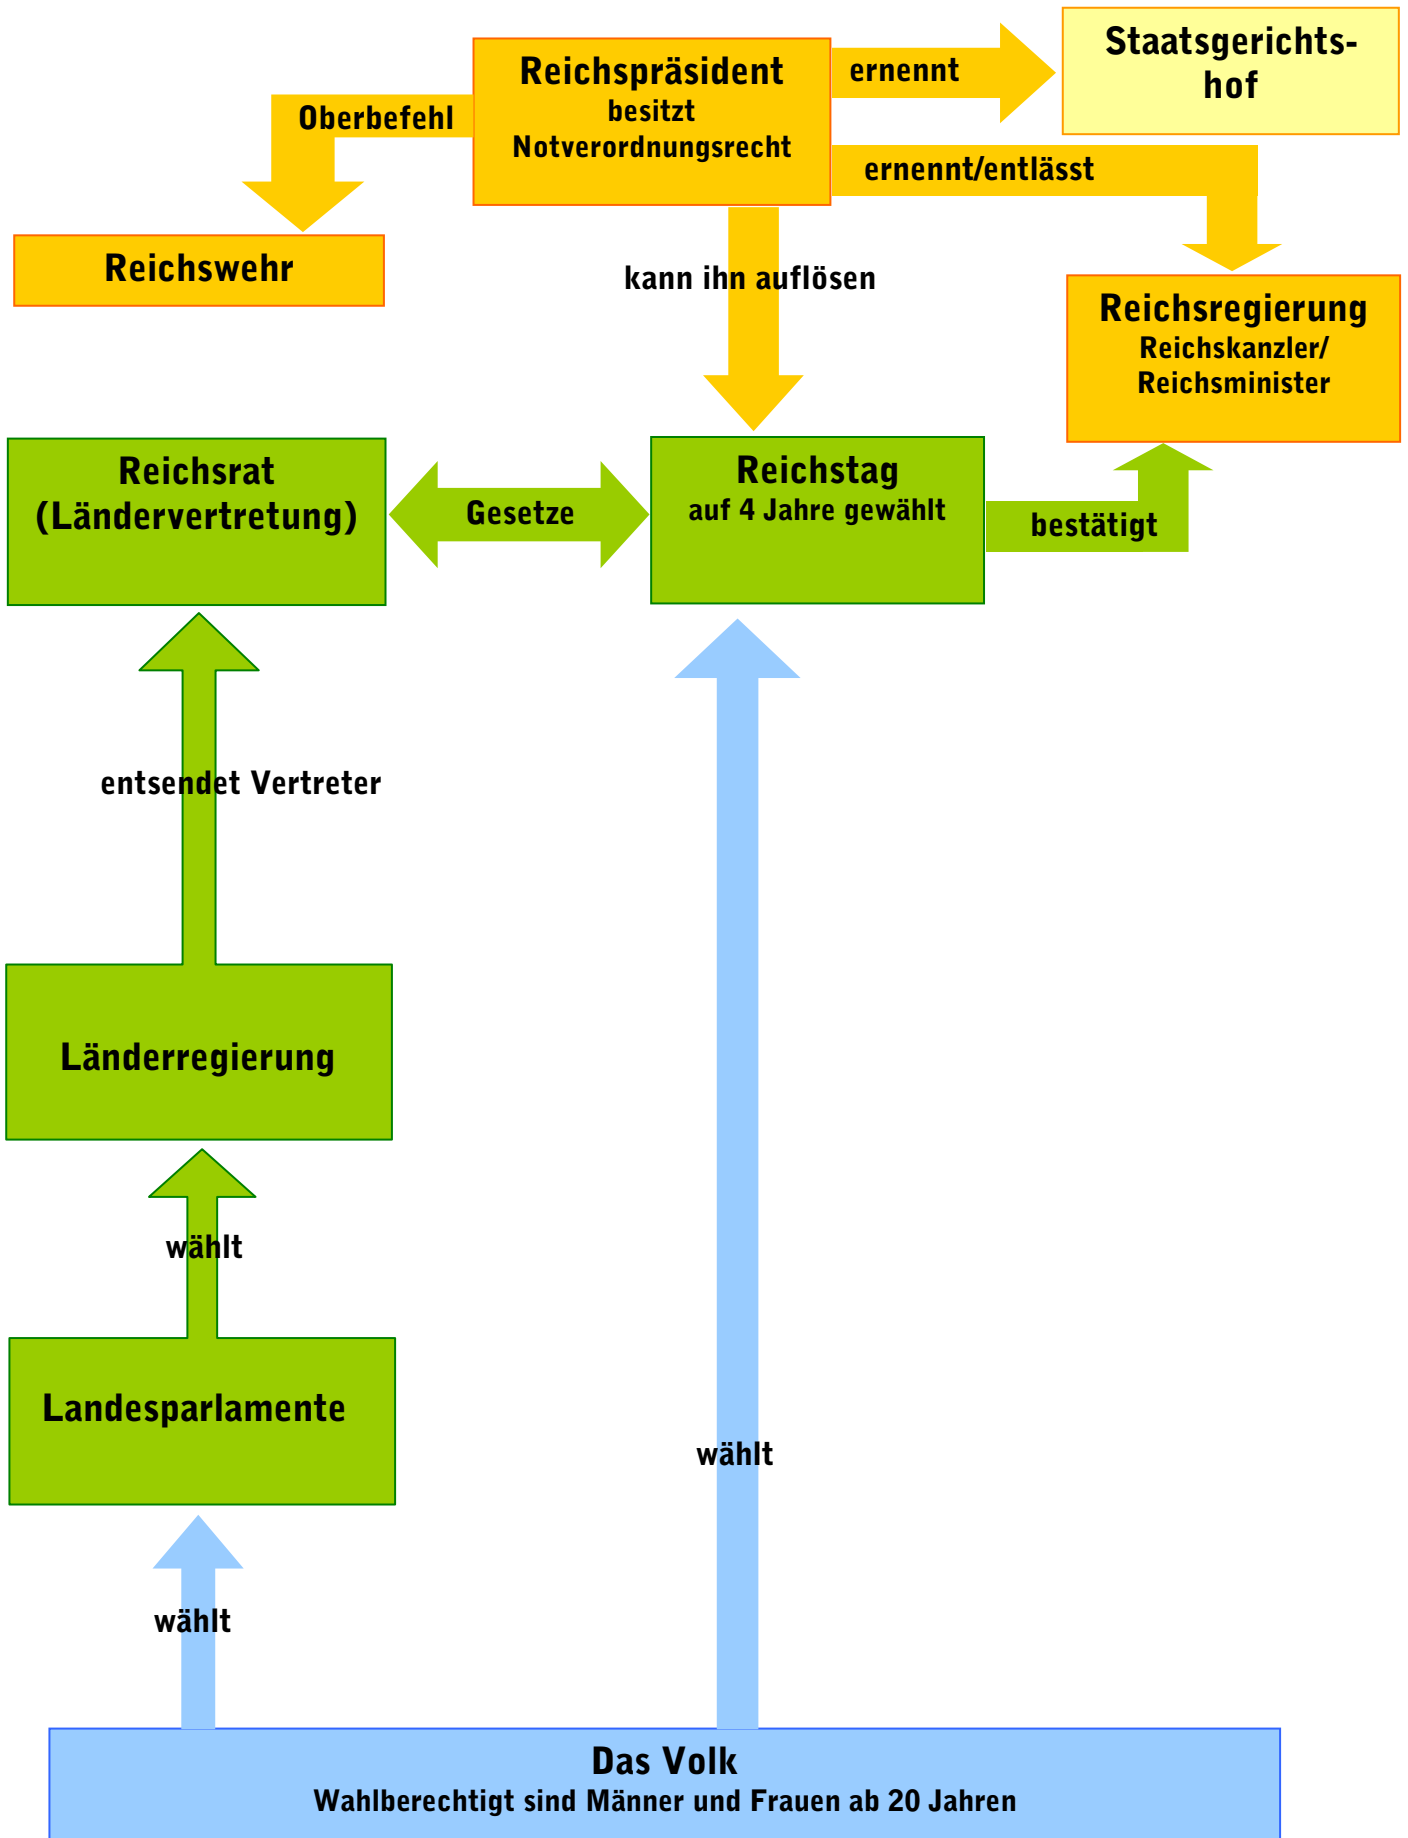 Staatsgerichts-
hof
Reichspräsident
besitzt
Notverordnungsrecht
ernennt
Oberbefehl
ernennt/entlässt
Reichswehr
kann ihn auflösen
Reichsregierung
Reichskanzler/
Reichsminister
Reichsrat
(Ländervertretung)
Gesetze
Reichstag
auf 4 Jahre gewählt
bestätigt
entsendet Vertreter
Länderregierung
wählt
Landesparlamente
wählt
wählt
Das Volk
Wahlberechtigt sind Männer und Frauen ab 20 Jahren